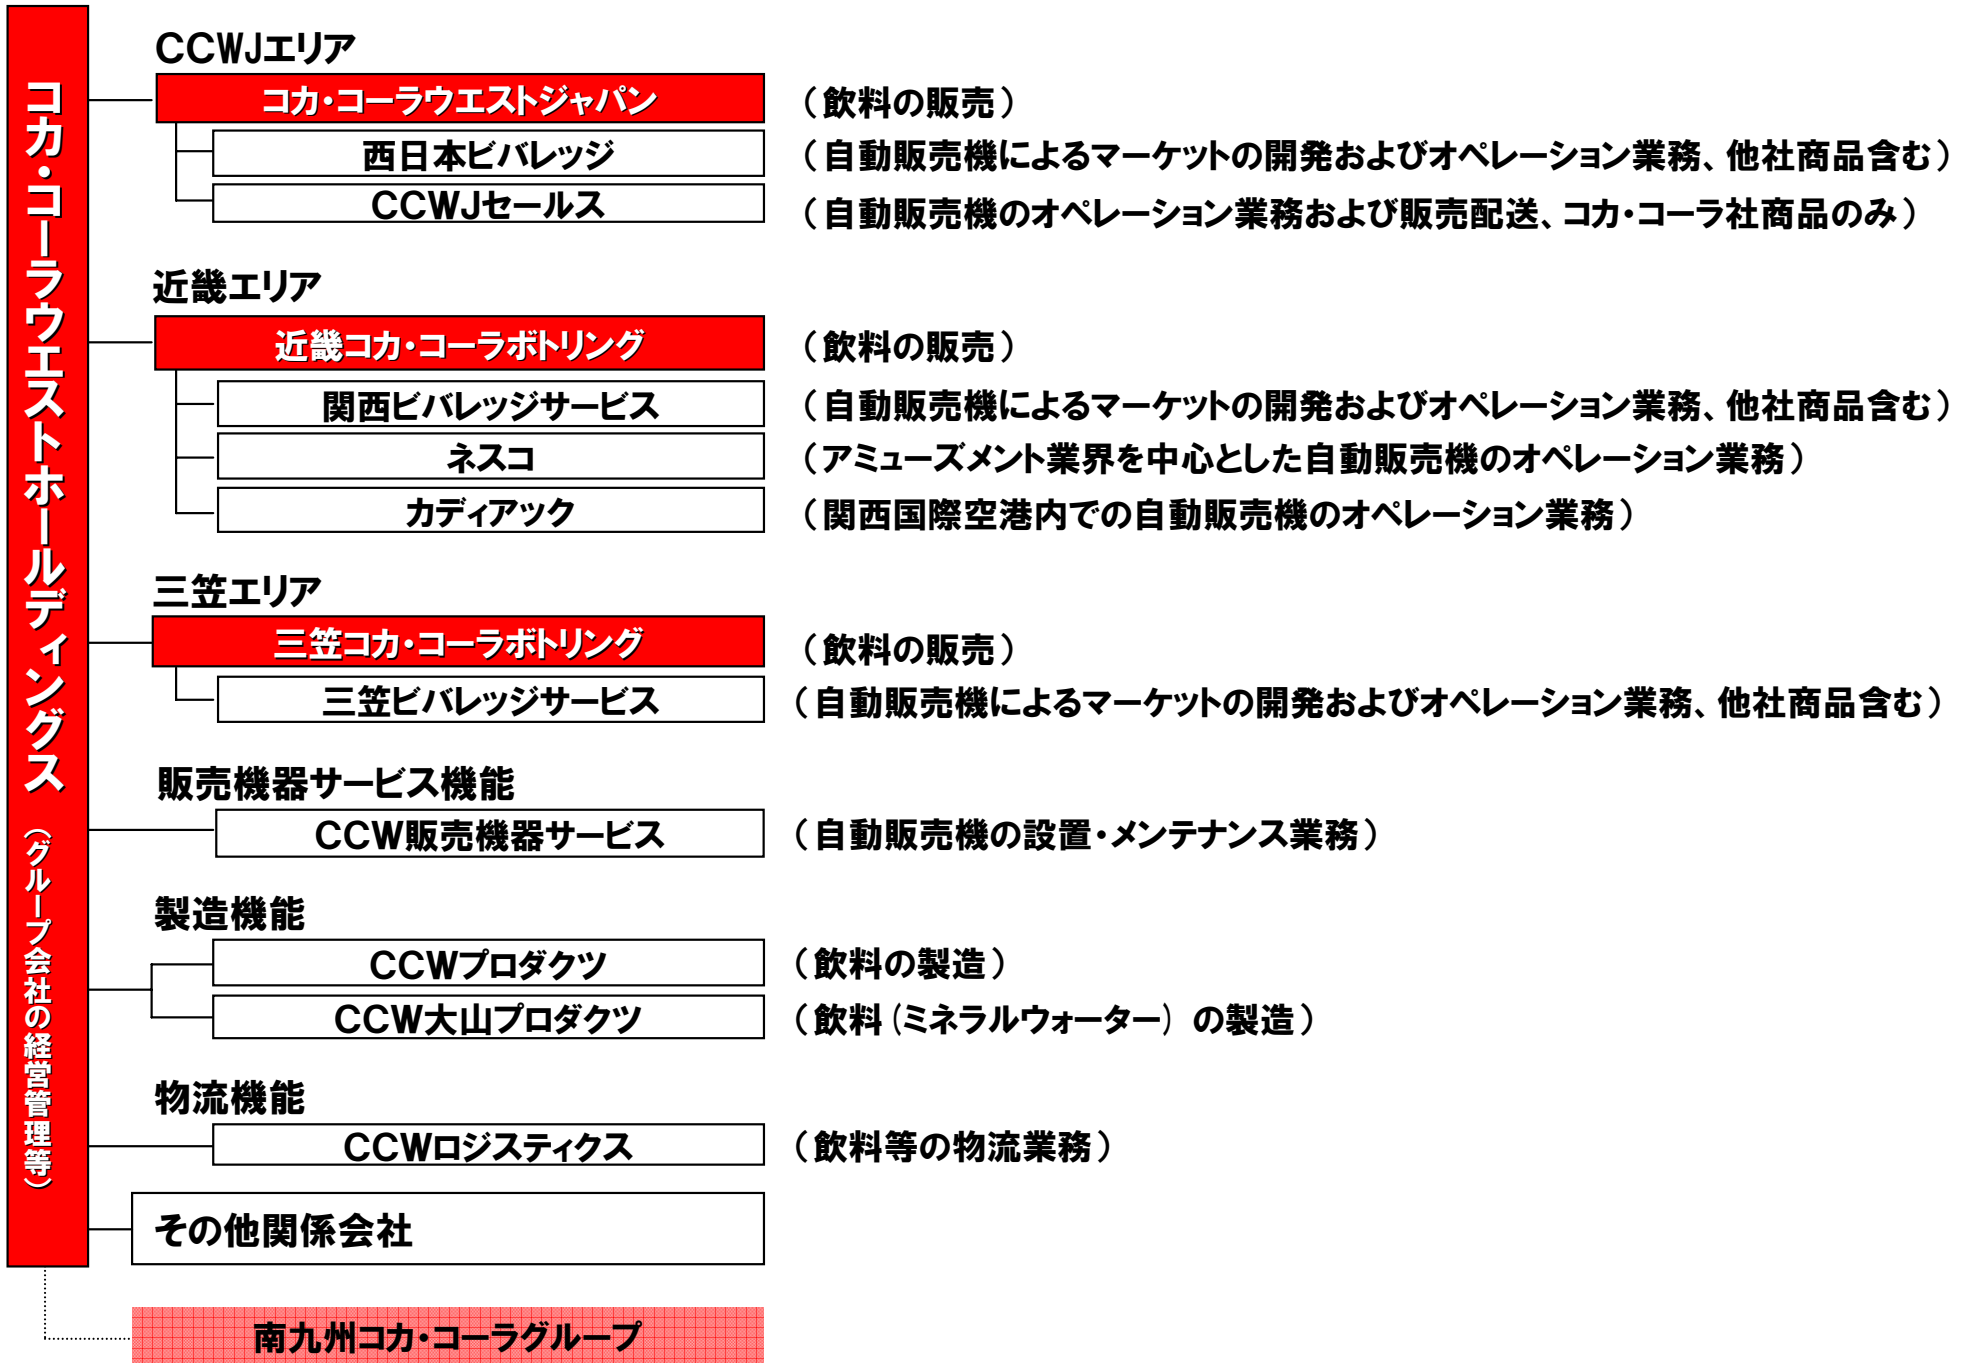 コカ・コーラウエストホールディングス（グループ会社の経営管理等）
CCWJエリア
コカ・コーラウエストジャパン
（飲料の販売）
西日本ビバレッジ
（自動販売機によるマーケットの開発およびオペレーション業務、他社商品含む）
CCWJセールス
（自動販売機のオペレーション業務および販売配送、コカ・コーラ社商品のみ）
近畿エリア
近畿コカ・コーラボトリング
（飲料の販売）
関西ビバレッジサービス
（自動販売機によるマーケットの開発およびオペレーション業務、他社商品含む）
ネスコ
（アミューズメント業界を中心とした自動販売機のオペレーション業務）
カディアック
（関西国際空港内での自動販売機のオペレーション業務）
三笠エリア
三笠コカ・コーラボトリング
（飲料の販売）
三笠ビバレッジサービス
（自動販売機によるマーケットの開発およびオペレーション業務、他社商品含む）
販売機器サービス機能
CCW販売機器サービス
（自動販売機の設置・メンテナンス業務）
製造機能
CCWプロダクツ
（飲料の製造）
CCW大山プロダクツ
（飲料(ミネラルウォーター) の製造）
物流機能
CCWロジスティクス
（飲料等の物流業務）
その他関係会社
南九州コカ・コーラグループ